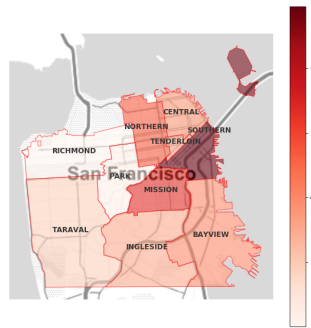 CENTRAL
NORTHERN
SOUTHERN
TENDERLOIN
RICHMOND
San Francisco
PARK
MISSION
TARAVAL
BAYVIEW
INGLESIDE